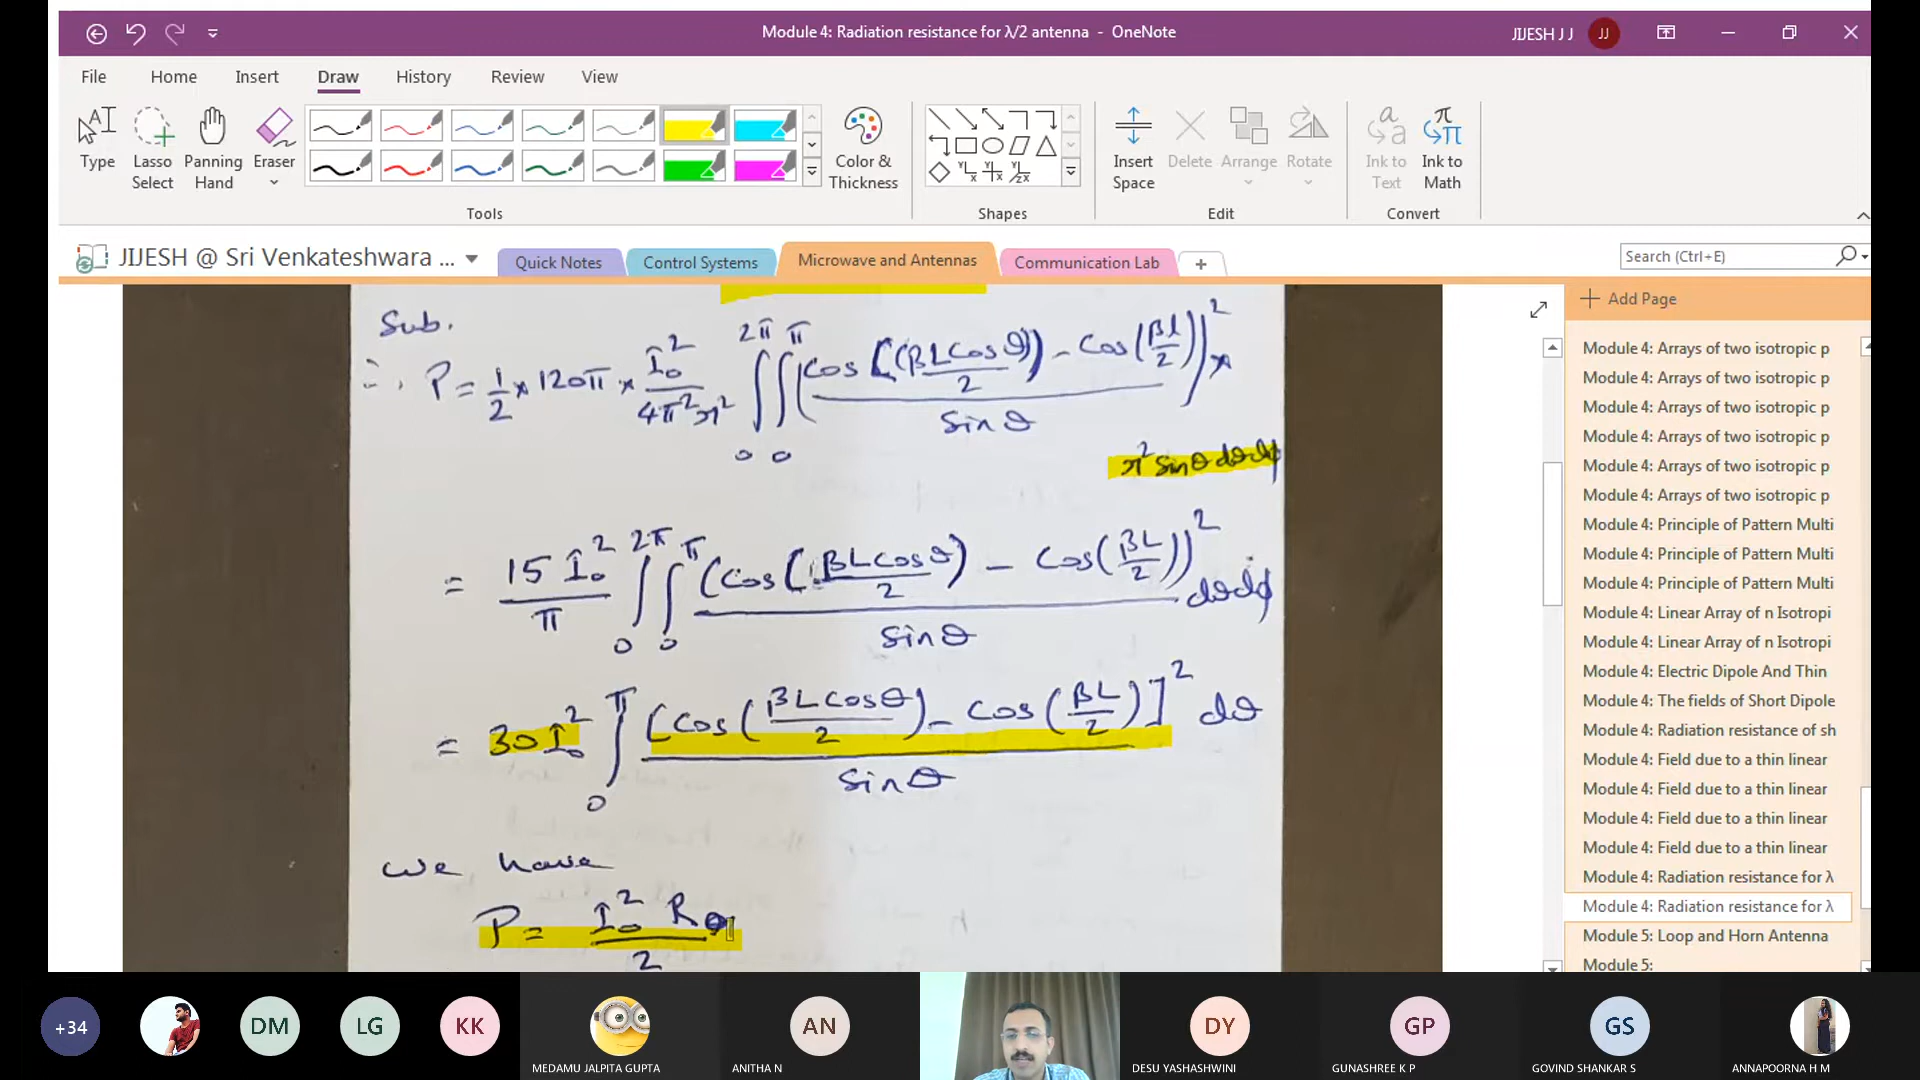 Module 4: Radiation resistance for λ/2 antenna - OneNote
JIJESH J J
JJ
File Home Insert Draw History Review View
Type
Lasso Select
Panning Hand
Eraser
Color & Thickness
Insert Space
Delete
Arrange
Rotate
Ink to Text
Ink to Math
Tools
Shapes
Edit
Convert
JIJESH @ Sri Venkateshwara ...
Quick Notes
Control Systems
Microwave and Antennas
Communication Lab
+
Search (Ctrl+E)
Add Page
Sub.
∴ P = 1/2 × 120π × I₀²/4π²r² ∫₀^2π ∫₀^π (cos((βL cosθ)/2) - cos(βl/2) / sinθ)² ×
r² sinθ dθdϕ
= 15 I₀²/π ∫₀^2π ∫₀^π (cos(βL cosθ/2) - cos(βL/2))² / sinθ dθdϕ
= 30 I₀² ∫₀^π [cos(βL cosθ/2) - cos(βL/2)]² / sinθ dθ
we have
P = I₀² R₀/2
Module 4: Arrays of two isotropic p
Module 4: Arrays of two isotropic p
Module 4: Arrays of two isotropic p
Module 4: Arrays of two isotropic p
Module 4: Arrays of two isotropic p
Module 4: Arrays of two isotropic p
Module 4: Principle of Pattern Multi
Module 4: Principle of Pattern Multi
Module 4: Principle of Pattern Multi
Module 4: Linear Array of n Isotropi
Module 4: Linear Array of n Isotropi
Module 4: Electric Dipole And Thin
Module 4: The fields of Short Dipole
Module 4: Radiation resistance of sh
Module 4: Field due to a thin linear
Module 4: Field due to a thin linear
Module 4: Field due to a thin linear
Module 4: Field due to a thin linear
Module 4: Radiation resistance for λ
Module 4: Radiation resistance for λ
Module 5: Loop and Horn Antenna
Module 5:
+34
DM
LG
KK
MEDAMU JALPITA GUPTA
AN
ANITHA N
DY
DESU YASHASHWINI
GP
GUNASHREE K P
GS
GOVIND SHANKAR S
ANNAPOORNA H M